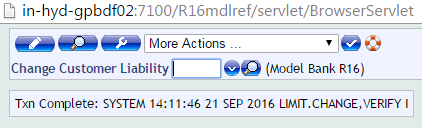 in-hyd-gpbdf02:7100/R16mdlref/servlet/BrowserServlet
More Actions ...
Change Customer Liability (Model Bank R16)
Txn Complete: SYSTEM 14:11:46 21 SEP 2016 LIMIT.CHANGE,VERIFY I